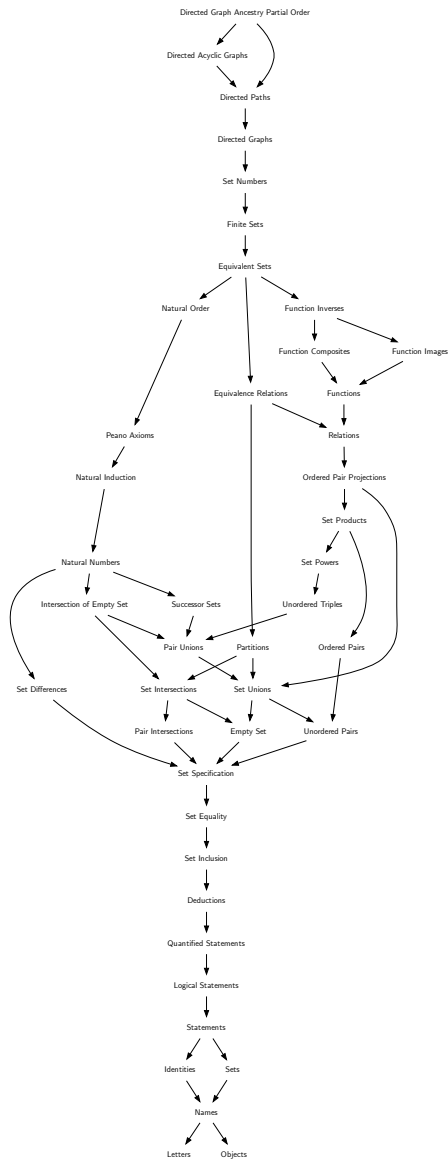 Directed Graph Ancestry Partial Order
Directed Acyclic Graphs
Directed Paths
Directed Graphs
Set Numbers
Finite Sets
Equivalent Sets
Natural Order
Function Inverses
Function Composites
Function Images
Equivalence Relations
Functions
Peano Axioms
Relations
Natural Induction
Ordered Pair Projections
Set Products
Natural Numbers
Set Powers
Intersection of Empty Set
Successor Sets
Unordered Triples
Pair Unions
Partitions
Ordered Pairs
Set Differences
Set Intersections
Set Unions
Pair Intersections
Empty Set
Unordered Pairs
Set Specification
Set Equality
Set Inclusion
Deductions
Quantified Statements
Logical Statements
Statements
Identities
Sets
Names
Letters
Objects